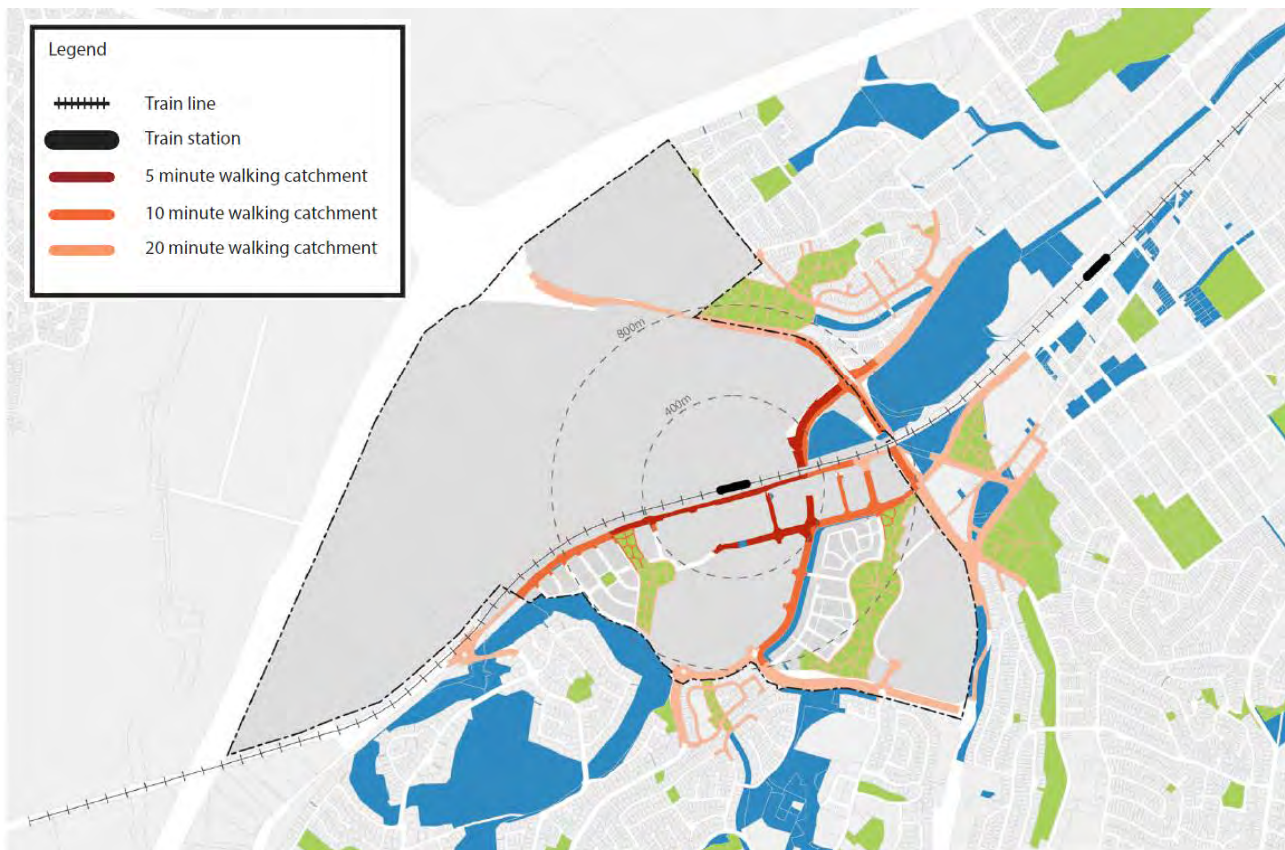 Legend
Train line
Train station
5 minute walking catchment
10 minute walking catchment
20 minute walking catchment
800m
400m